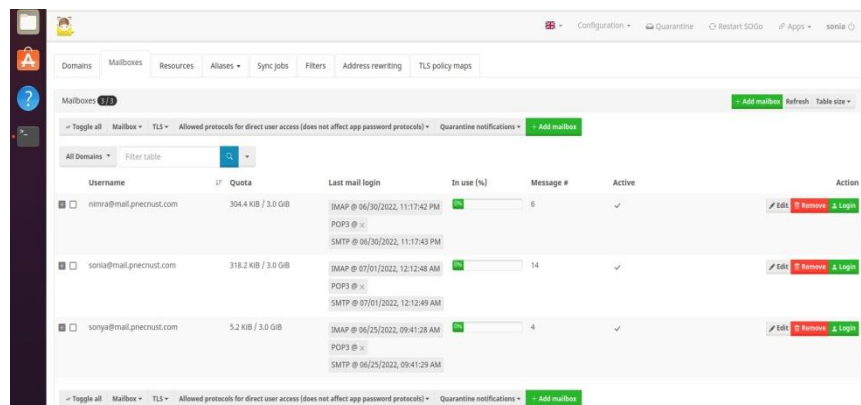 Configuration Quarantine Restart SOGo Apps sonia
Domains Mailboxes Resources Aliases Sync jobs Filters Address rewriting TLS policy maps
Mailboxes 3/3 + Add mailbox Refresh Table size
Toggle all Mailbox TLS Allowed protocols for direct user access (does not affect app password protocols) Quarantine notifications + Add mailbox
All Domains Filter table
Username Quota Last mail login In use (%) Message # Active Action
nimra@mail.pnecnust.com 304.4 KiB / 3.0 GiB IMAP @ 06/30/2022, 11:17:42 PM 0% 6 Edit Remove Login
POP3 @ ×
SMTP @ 06/30/2022, 11:17:43 PM
sonia@mail.pnecnust.com 318.2 KiB / 3.0 GiB IMAP @ 07/01/2022, 12:12:48 AM 0% 14 Edit Remove Login
POP3 @ ×
SMTP @ 07/01/2022, 12:12:49 AM
sonya@mail.pnecnust.com 5.2 KiB / 3.0 GiB IMAP @ 06/25/2022, 09:41:28 AM 0% 4 Edit Remove Login
POP3 @ ×
SMTP @ 06/25/2022, 09:41:29 AM
Toggle all Mailbox TLS Allowed protocols for direct user access (does not affect app password protocols) Quarantine notifications + Add mailbox